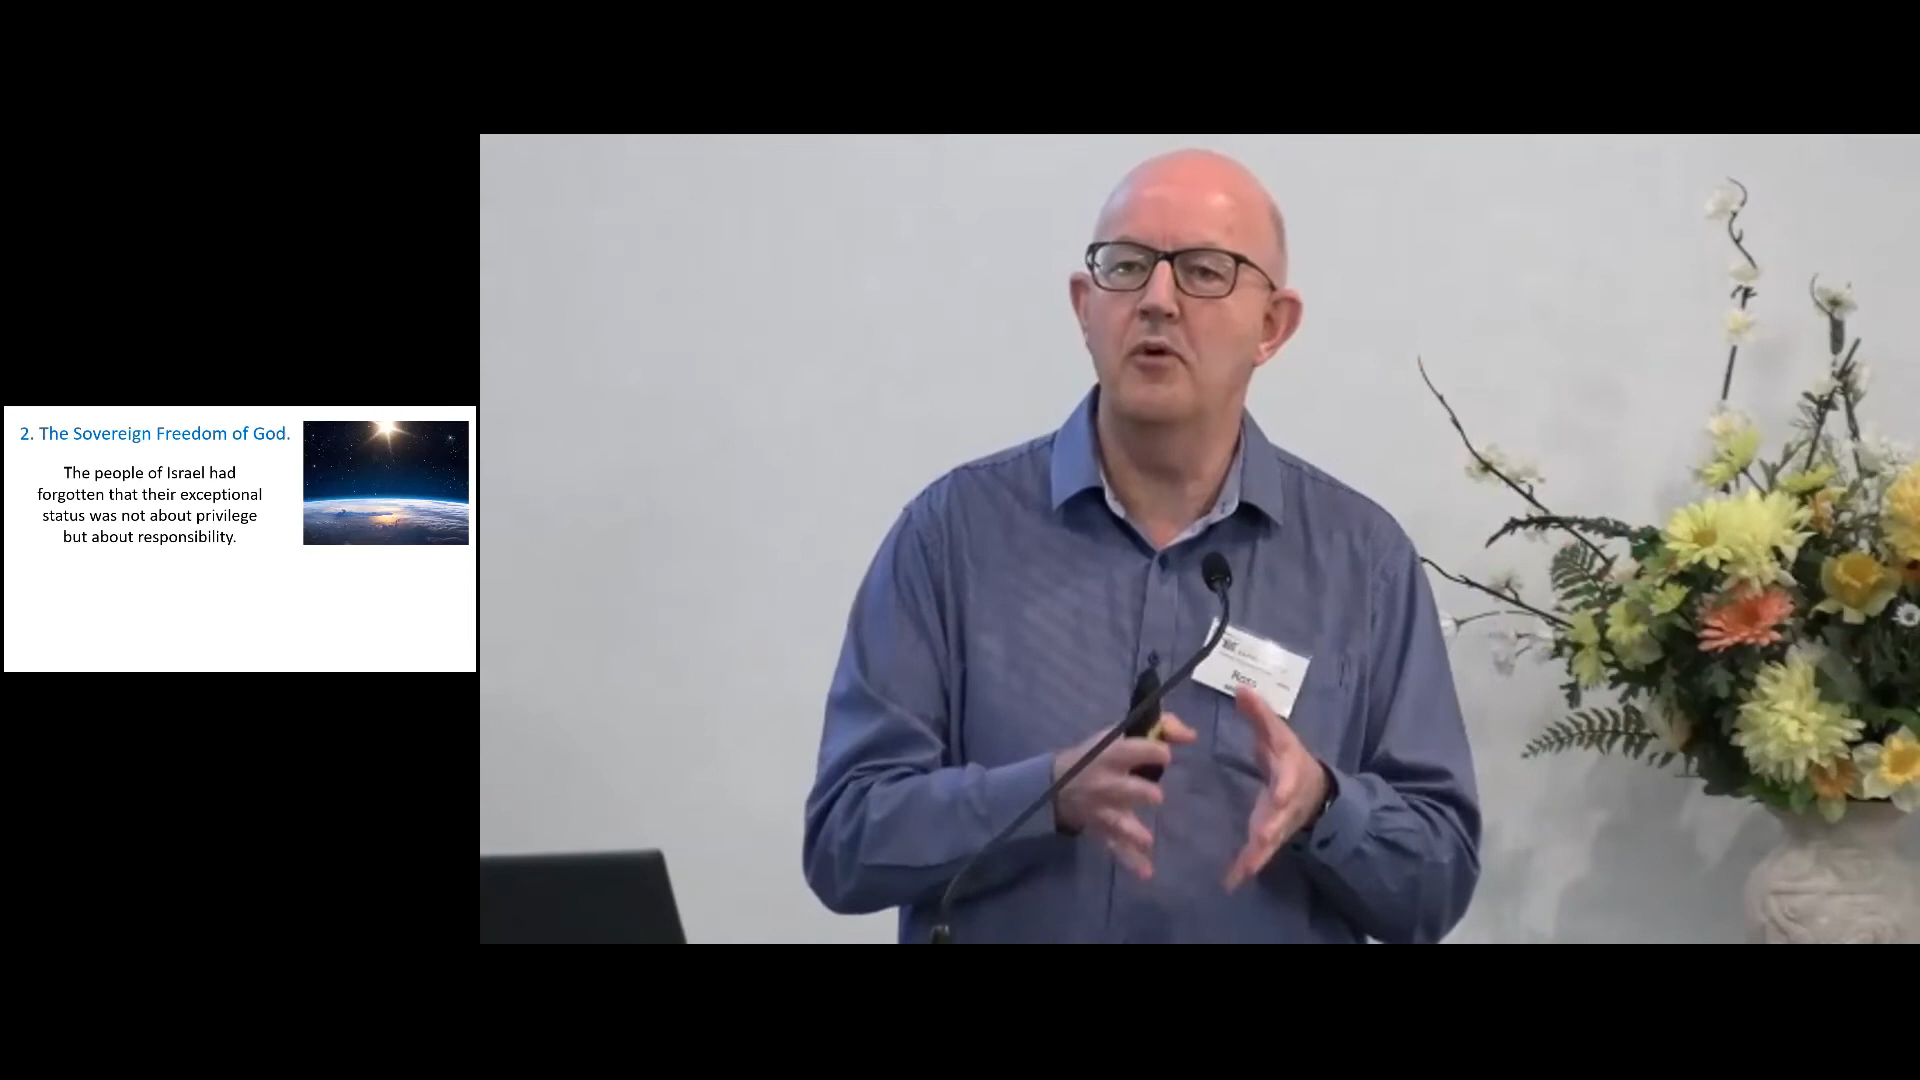 2. The Sovereign Freedom of God.
The people of Israel had
forgotten that their exceptional
status was not about privilege
but about responsibility.
Ross